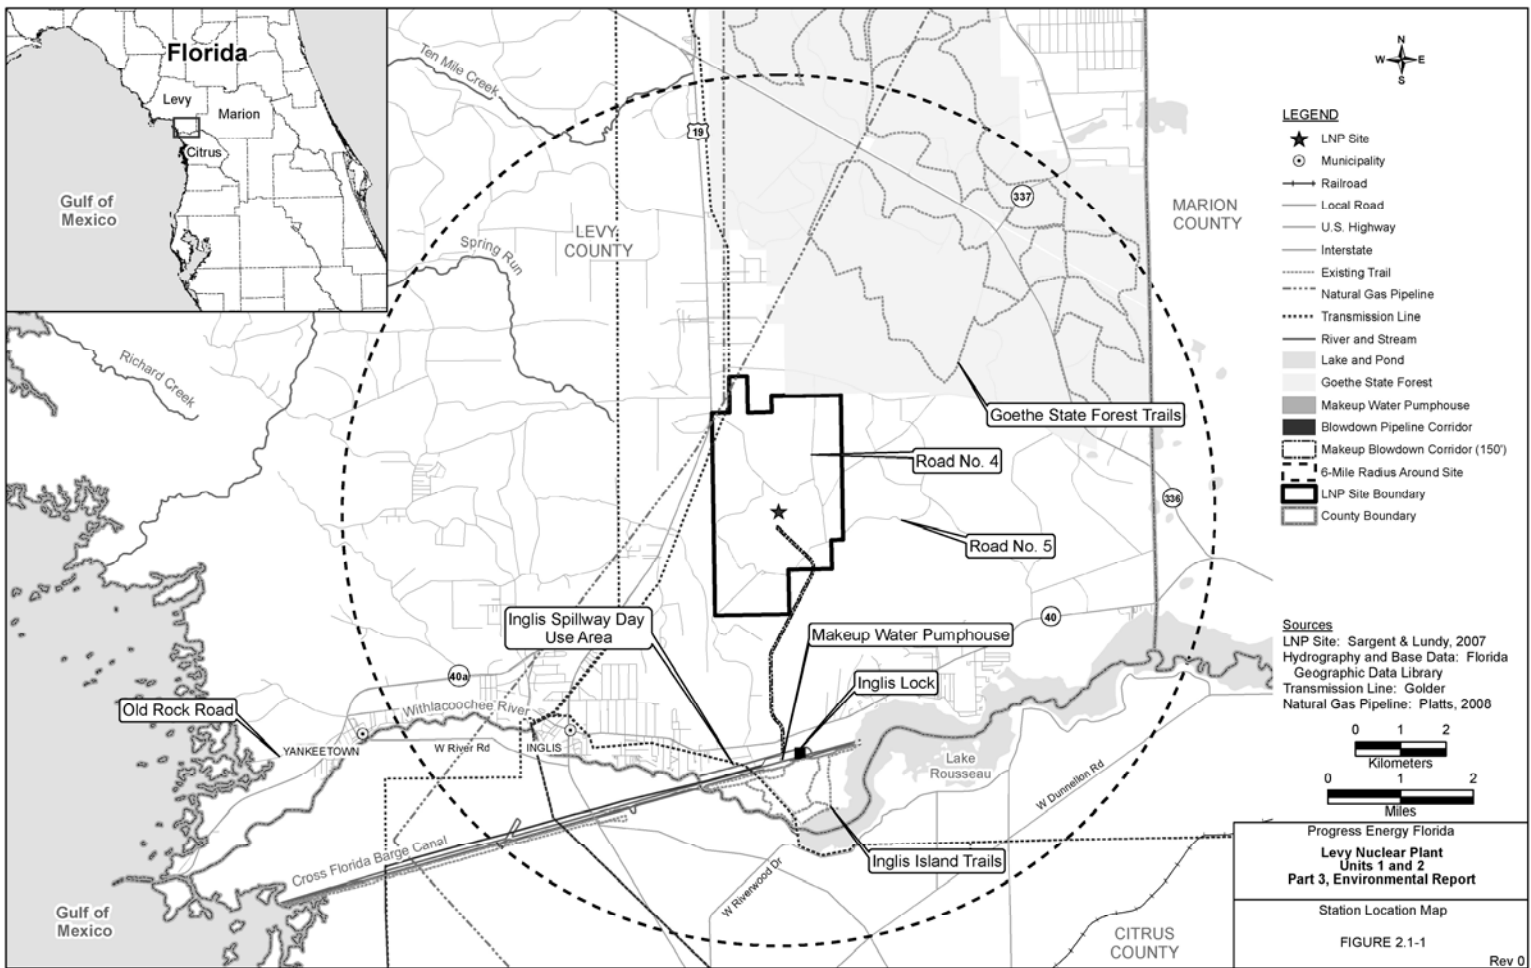 Florida
Levy
Marion
Citrus
Gulf of
Mexico
Ten Mile Creek
19
337
LEVY
COUNTY
MARION
COUNTY
Spring Run
Richard Creek
Goethe State Forest Trails
Road No. 4
336
Road No. 5
Inglis Spillway Day
Use Area
Makeup Water Pumphouse
40
40a
Inglis Lock
Old Rock Road
Withlacoochee River
YANKEETOWN
W River Rd
INGLIS
Lake
Rousseau
W Dunnellon Rd
Cross Florida Barge Canal
Inglis Island Trails
W Riverwood Dr
Gulf of
Mexico
CITRUS
COUNTY
N
W E
S
LEGEND
LNP Site
Municipality
Railroad
Local Road
U.S. Highway
Interstate
Existing Trail
Natural Gas Pipeline
Transmission Line
River and Stream
Lake and Pond
Goethe State Forest
Makeup Water Pumphouse
Blowdown Pipeline Corridor
Makeup Blowdown Corridor (150')
6-Mile Radius Around Site
LNP Site Boundary
County Boundary
Sources
LNP Site: Sargent & Lundy, 2007
Hydrography and Base Data: Florida
Geographic Data Library
Transmission Line: Golder
Natural Gas Pipeline: Platts, 2008
0 1 2
Kilometers
0 1 2
Miles
Progress Energy Florida
Levy Nuclear Plant
Units 1 and 2
Part 3, Environmental Report
Station Location Map
FIGURE 2.1-1
Rev 0